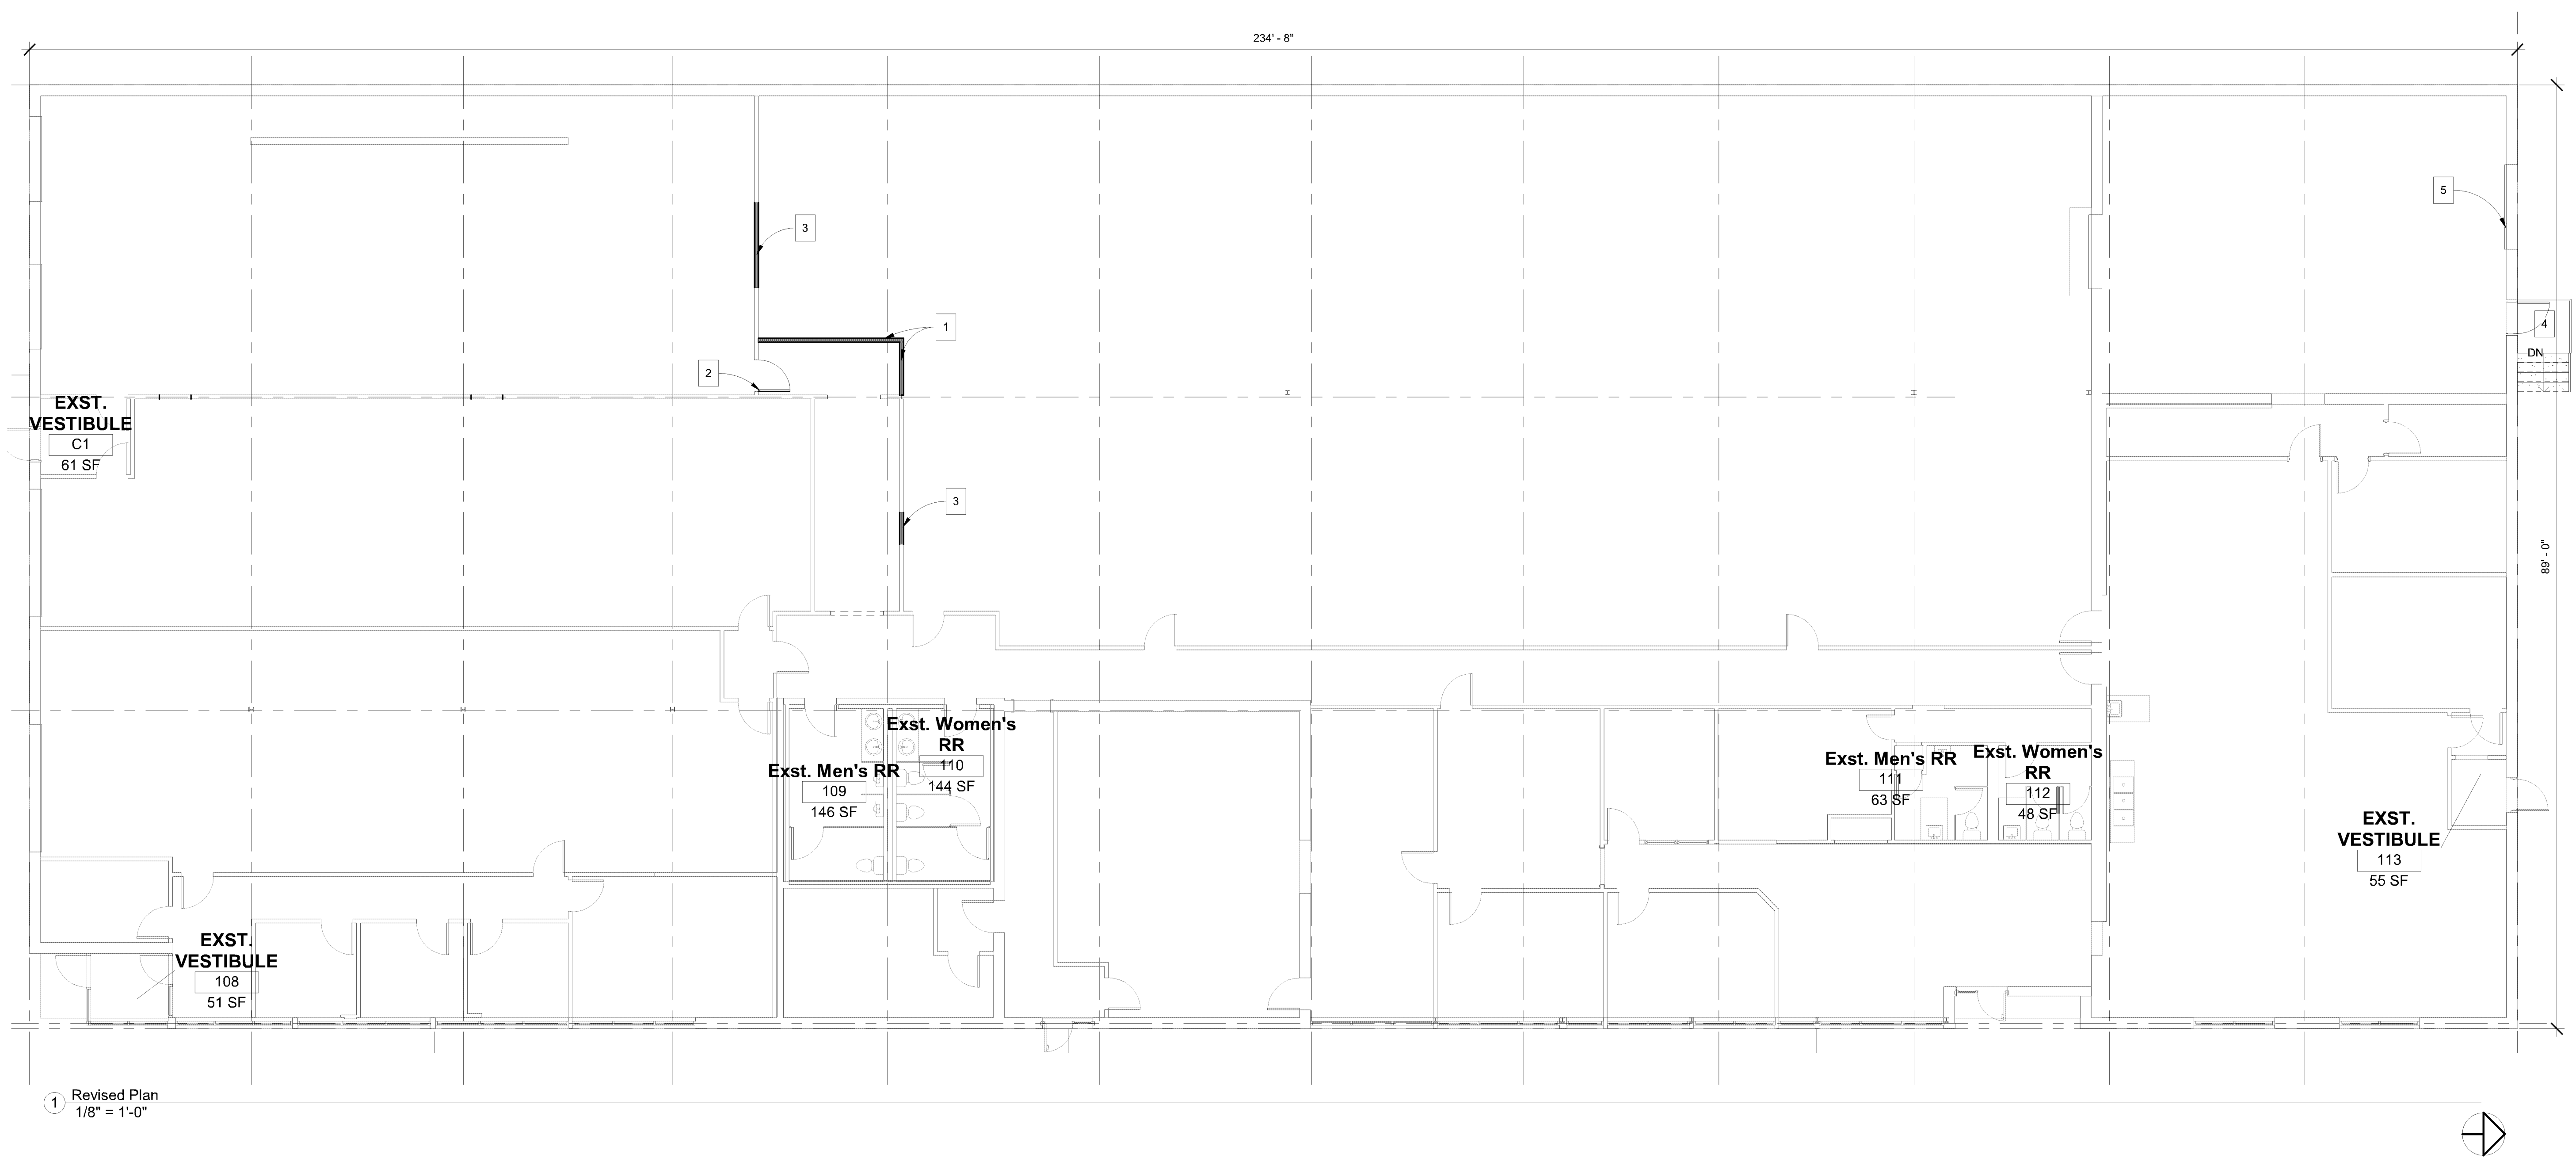 234' - 8"
5
3
1
4
DN
2
EXST.
VESTIBULE
C1
61 SF
3
89' - 0"
Exst. Women's
RR
110
144 SF
Exst. Men's RR
109
146 SF
Exst. Men's RR
111
63 SF
Exst. Women's
RR
112
48 SF
EXST.
VESTIBULE
113
55 SF
EXST.
VESTIBULE
108
51 SF
1
Revised Plan
1/8" = 1'-0"